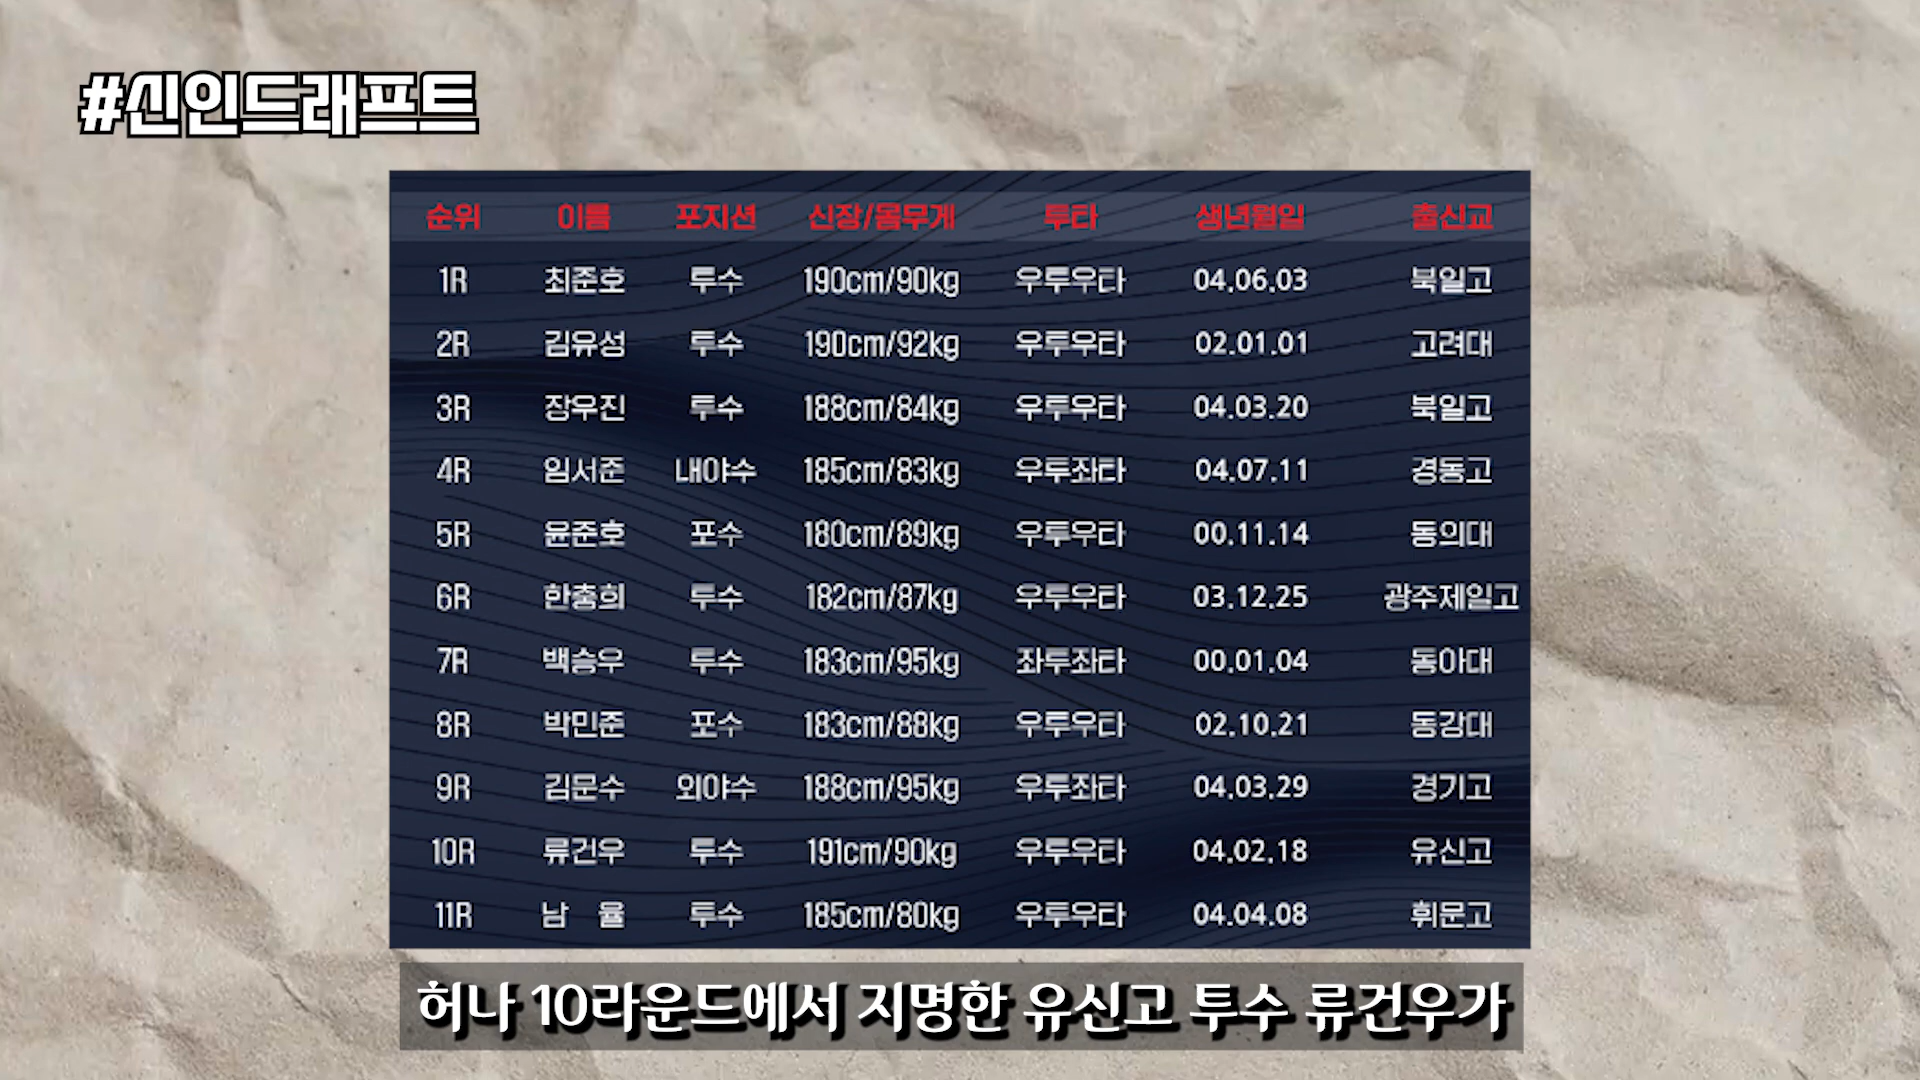 #신인드래프트
순위 이름 포지션 신장/몸무게 투타 생년월일 출신교
1R 최준호 투수 190cm/90kg 우투우타 04.06.03 북일고
2R 김유성 투수 190cm/92kg 우투우타 02.01.01 고려대
3R 장우진 투수 188cm/84kg 우투우타 04.03.20 북일고
4R 임서준 내야수 185cm/83kg 우투좌타 04.07.11 경동고
5R 윤준호 포수 180cm/89kg 우투우타 00.11.14 동의대
6R 한충희 투수 182cm/87kg 우투우타 03.12.25 광주제일고
7R 백승우 투수 183cm/95kg 좌투좌타 00.01.04 동아대
8R 박민준 포수 183cm/88kg 우투우타 02.10.21 동강대
9R 김문수 외야수 188cm/95kg 우투좌타 04.03.29 경기고
10R 류건우 투수 191cm/90kg 우투우타 04.02.18 유신고
11R 남 율 투수 185cm/80kg 우투우타 04.04.08 휘문고
허나 10라운드에서 지명한 유신고 투수 류건우가